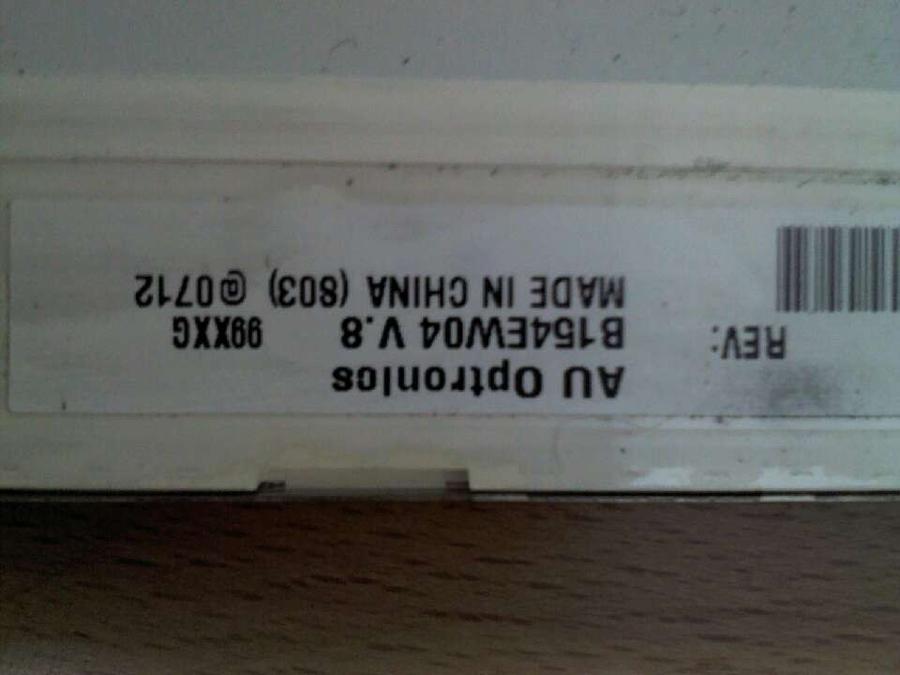 AU Optronics
B154EW04 V.8 99XXG
MADE IN CHINA (803) @0712
REV: